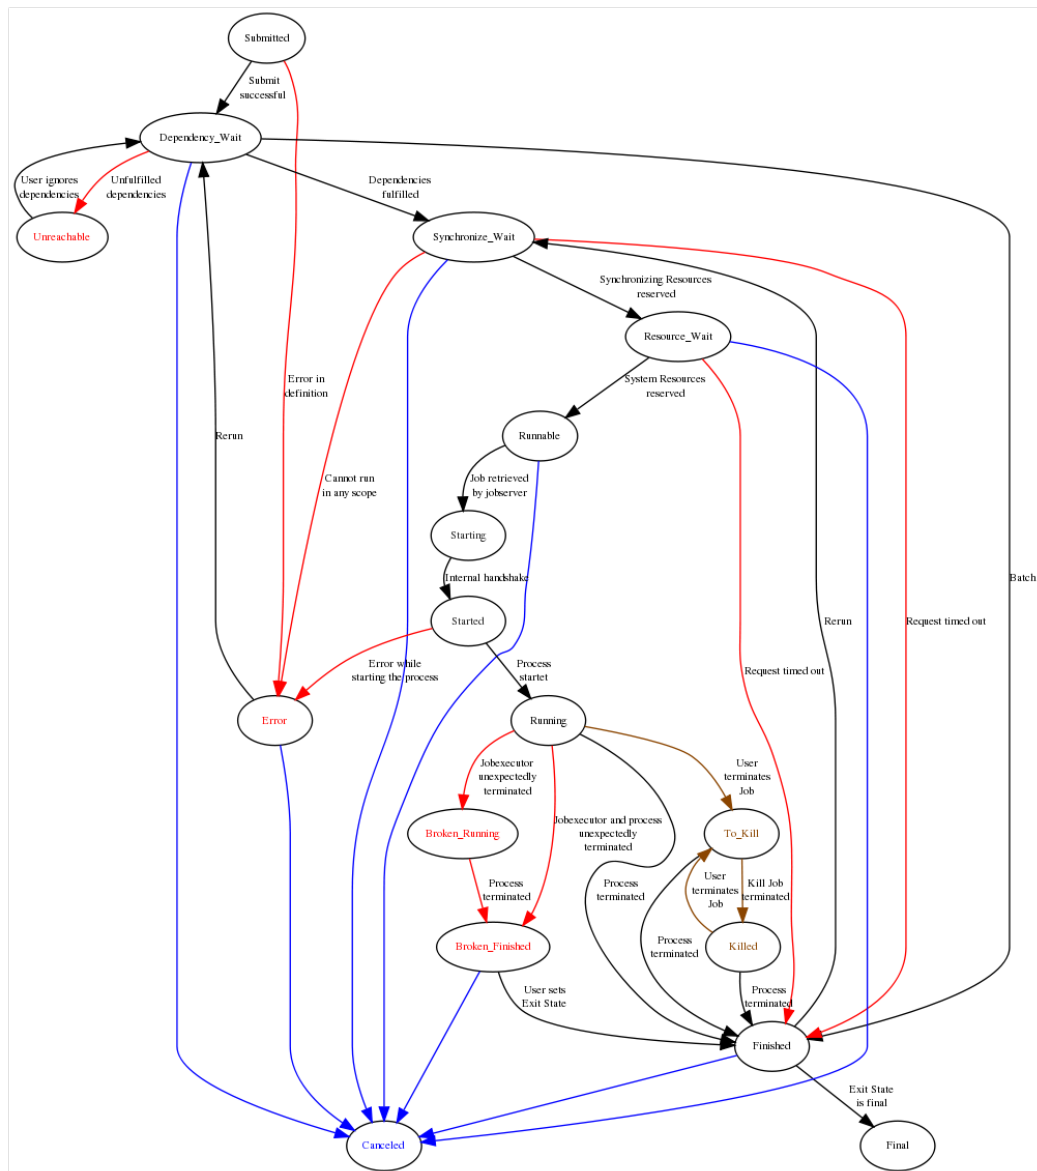 Submitted
Submit
successful
Dependency_Wait
User ignores
dependencies
Unfulfilled
dependencies
Dependencies
fulfilled
Unreachable
Synchronize_Wait
Synchronizing Resources
reserved
Resource_Wait
Error in
definition
System Resources
reserved
Rerun
Runnable
Cannot run
in any scope
Job retrieved
by jobserver
Starting
Internal handshake
Batch
Started
Rerun
Request timed out
Error while
starting the process
Process
startet
Request timed out
Error
Running
Jobexecutor
unexpectedly
terminated
User
terminates
Job
Broken_Running
Jobexecutor and process
unexpectedly
terminated
To_Kill
Process
terminated
Process
terminated
User
terminates
Job
Kill Job
terminated
Broken_Finished
Process
terminated
Killed
User sets
Exit State
Process
terminated
Finished
Exit State
is final
Canceled
Final